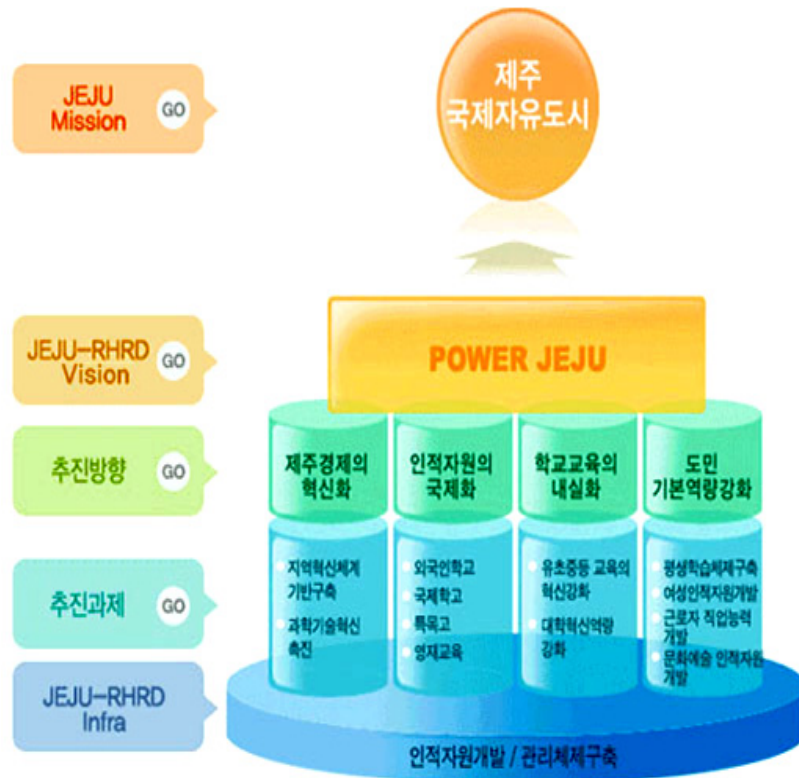 제주
국제자유도시
JEJU
Mission
GO
JEJU-RHRD
Vision
GO
POWER JEJU
추진방향
GO
제주경제의
혁신화
인적자원의
국제화
학교교육의
내실화
도민
기본역량강화
추진과제
GO
지역혁신체계
기반구축
과학기술혁신
촉진
외국인학교
국제학고
특목고
영재교육
유초중등 교육의
혁신강화
대학혁신역량
강화
평생학습체제구축
여성인적자원개발
근로자 직업능력
개발
문화예술 인적자원
개발
JEJU-RHRD
Infra
인적자원개발 / 관리체제구축